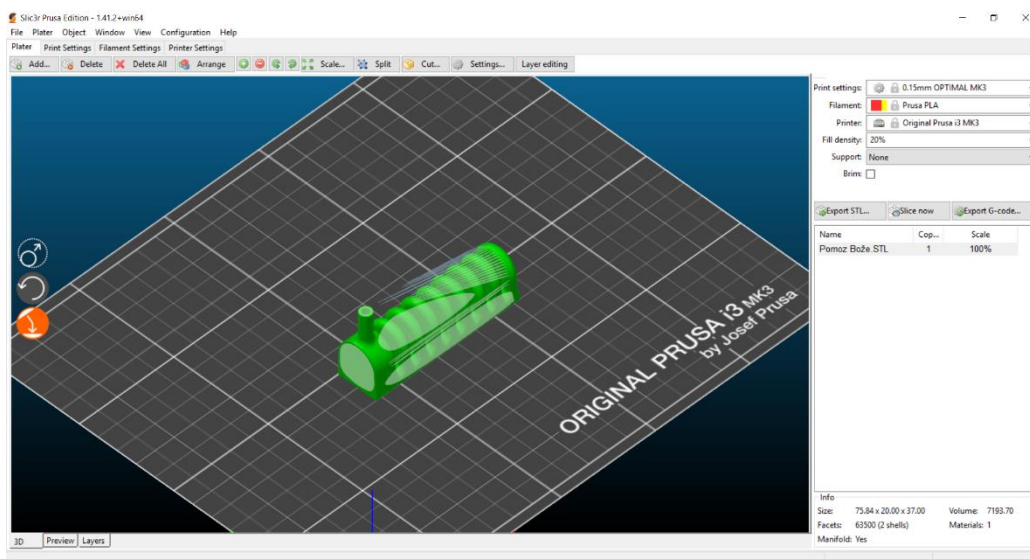 Slic3r Prusa Edition - 1.41.2+win64
File Plater Object Window View Configuration Help
Plater Print Settings Filament Settings Printer Settings
Add... Delete Delete All Arrange Scale... Split Cut... Settings... Layer editing
Print settings: 0.15mm OPTIMAL MK3
Filament: Prusa PLA
Printer: Original Prusa i3 MK3
Fill density: 20%
Support: None
Brim:
Export STL... Slice now Export G-code...
Name Cop... Scale
Pomoz Bože.STL 1 100%
ORIGINAL PRUSA i3 MK3
by Josef Prusa
Info
Size: 75.84 x 20.00 x 37.00 Volume: 7193.70
Facets: 63500 (2 shells) Materials: 1
Manifold: Yes
3D Preview Layers